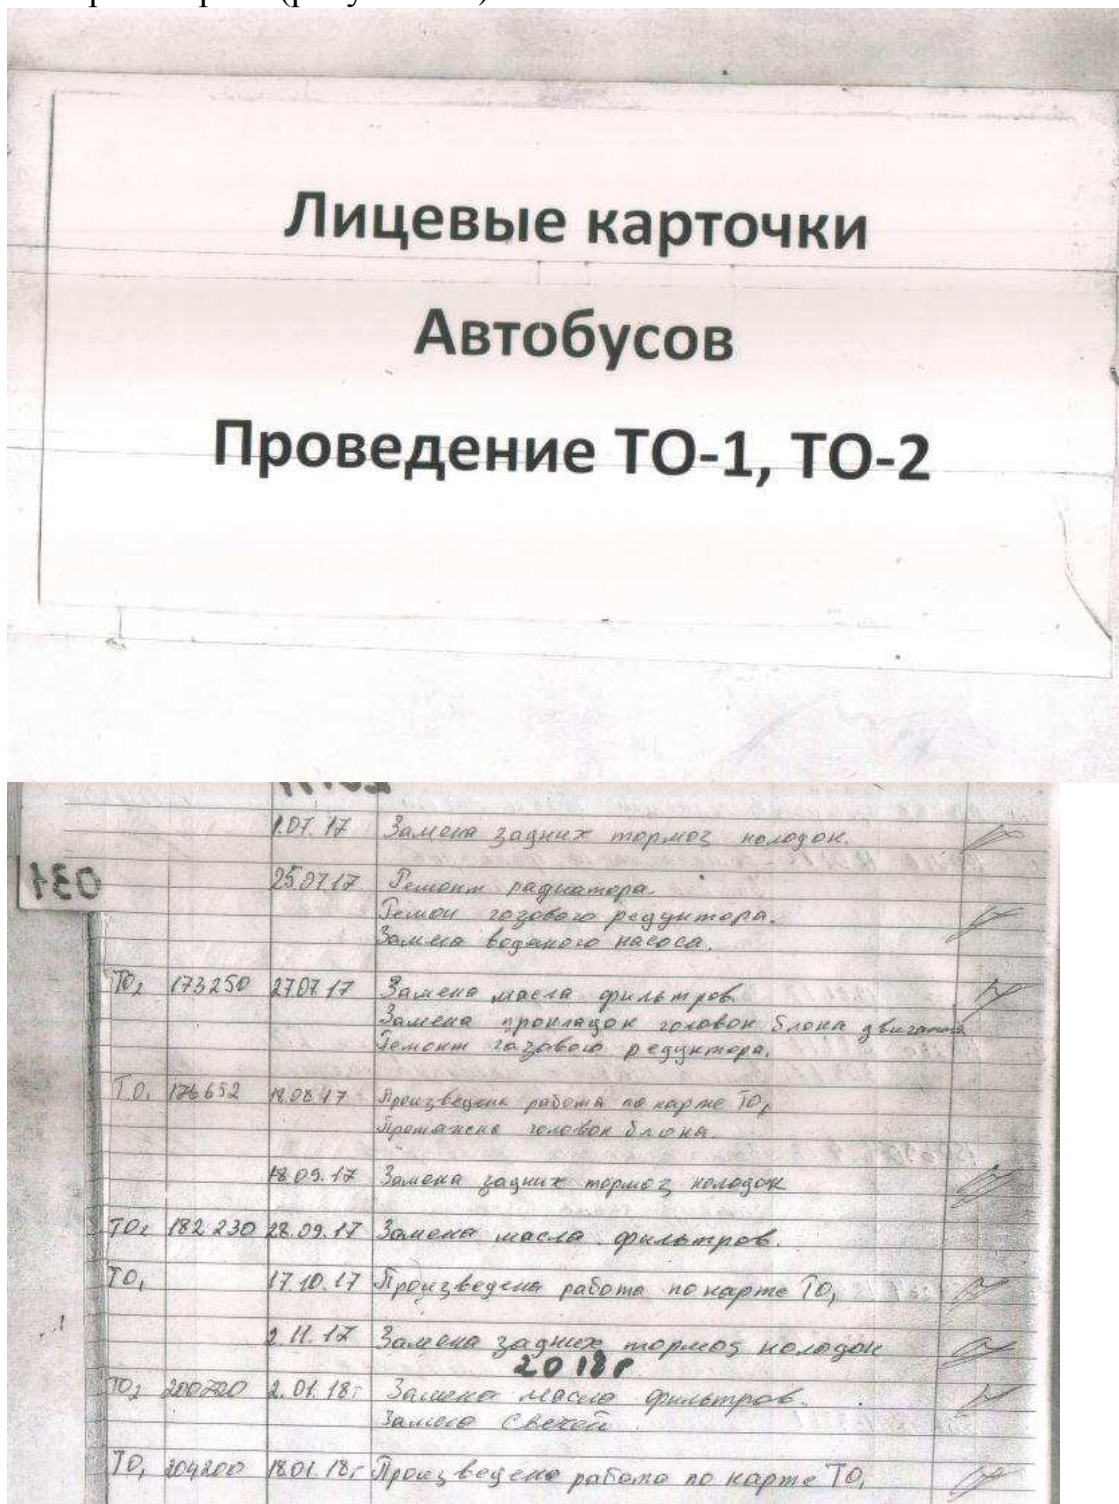 Лицевые карточки
Автобусов
Проведение ТО-1, ТО-2
1.07.17 Замена задних тормоз колодок.
25.07.17 Ремонт радиатора.
Ремон газового редуктора.
Замена водяного насоса.
ТО2 173250 27.07.17 Замена масла фильтров.
Замена прокладок головок блока двигателя
Ремонт газового редуктора.
ТО1 176652 18.08.17 Произведена работа по карте ТО1
головок блока.
18.09.17 Замена задних тормоз колодок
ТО2 182.230 28.09.17 Замена масла фильтров.
ТО1 17.10.17 Произведена работа по карте ТО1
2.11.17 Замена задних тормоз колодок
2018г
ТО2 2.01.18г Замена масла фильтров.
Замена свечей
ТО1 204200 18.01.18г Произведена работа по карте ТО1